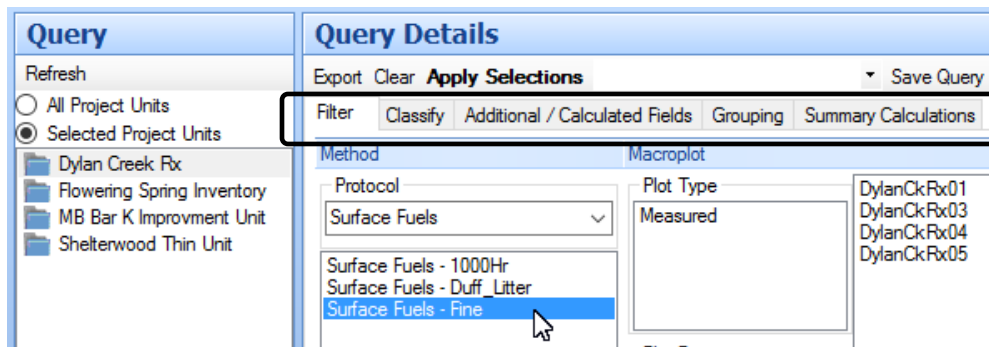 Query
Refresh
All Project Units
Selected Project Units
Dylan Creek Rx
Flowering Spring Inventory
MB Bar K Improvment Unit
Shelterwood Thin Unit
Query Details
Export Clear Apply Selections Save Query
Filter Classify Additional / Calculated Fields Grouping Summary Calculations
Method Macroplot
Protocol Plot Type
Surface Fuels
Surface Fuels - 1000Hr
Surface Fuels - Duff_Litter
Surface Fuels - Fine
Measured
DylanCkRx01
DylanCkRx03
DylanCkRx04
DylanCkRx05